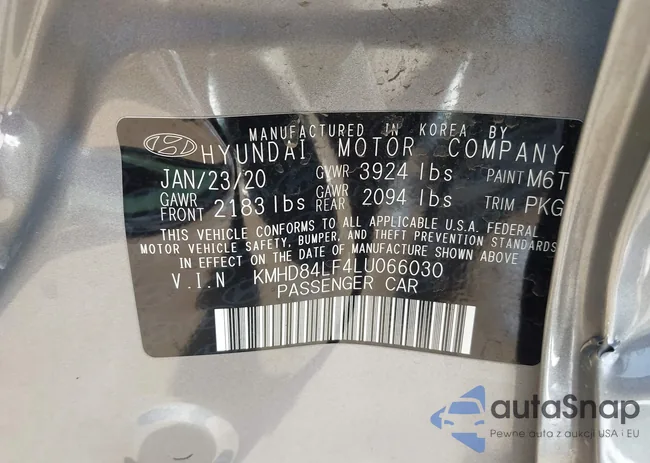 MANUFACTURED IN KOREA BY
HYUNDAI MOTOR COMPANY
JAN/23/20 GVWR 3924 lbs PAINT M6T
GAWR FRONT 2183 lbs GAWR REAR 2094 lbs TRIM PKG
THIS VEHICLE CONFORMS TO ALL APPLICABLE U.S.A. FEDERAL
MOTOR VEHICLE SAFETY, BUMPER, AND THEFT PREVENTION STANDARDS
IN EFFECT ON THE DATE OF MANUFACTURE SHOWN ABOVE
V.I.N KMHD84LF4LU066030
PASSENGER CAR
autaSnap
Pewne auta z aukcji USA i EU